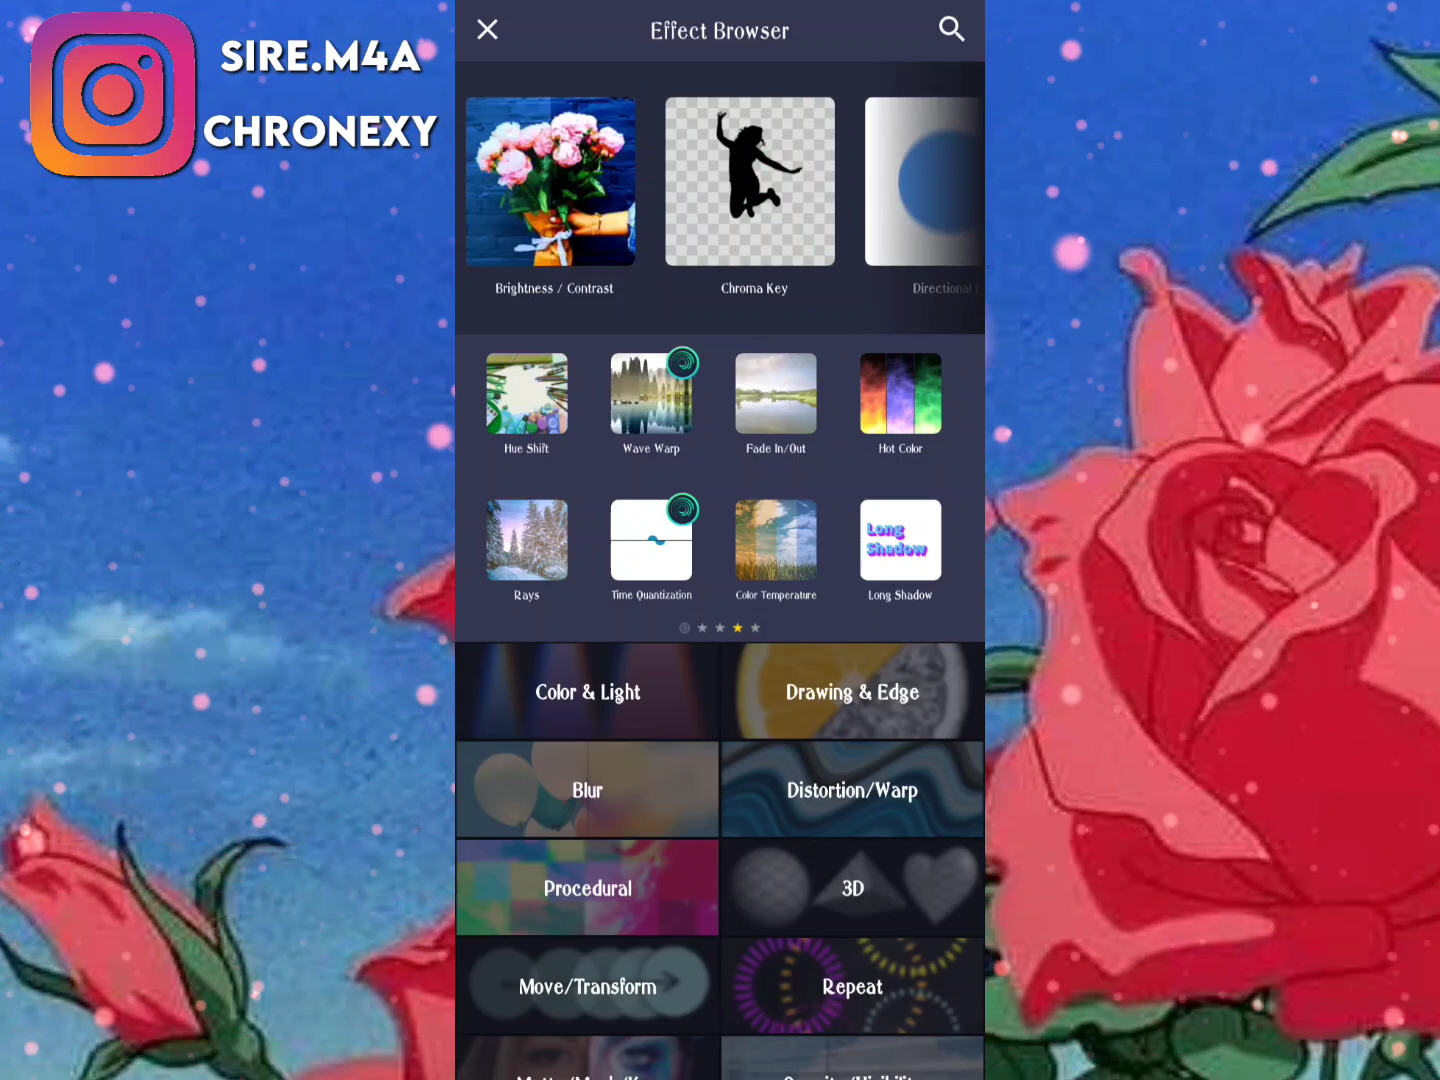 SIRE.M4A
CHRONEXY
Effect Browser
Brightness / Contrast
Chroma Key
Directional
Hue Shift
Wave Warp
Fade In/Out
Hot Color
Long
Shadow
Rays
Time Quantization
Color Temperature
Long Shadow
Color & Light
Drawing & Edge
Blur
Distortion/Warp
Procedural
3D
Move/Transform
Repeat